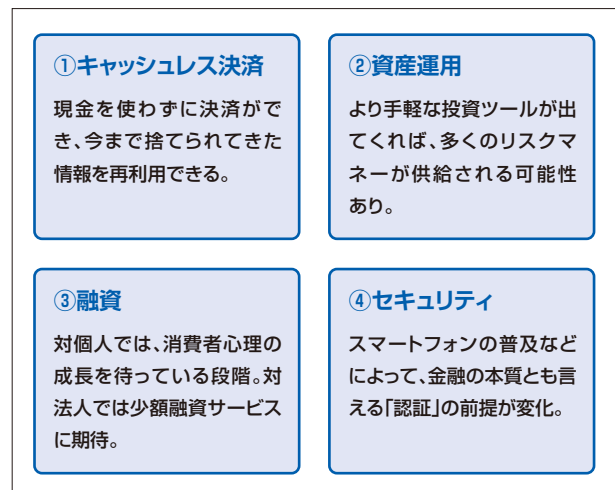 ①キャッシュレス決済
現金を使わずに決済がで
き、今まで捨てられてきた
情報を再利用できる。
②資産運用
より手軽な投資ツールが出
てくれば、多くのリスクマ
ネーが供給される可能性
あり。
③融資
対個人では、消費者心理の
成長を待っている段階。対
法人では少額融資サービス
に期待。
④セキュリティ
スマートフォンの普及など
によって、金融の本質とも言
える「認証」の前提が変化。